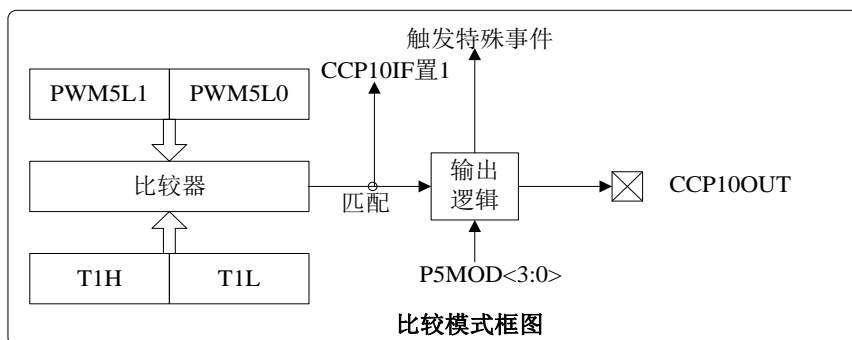 触发特殊事件
CCP10IF置1
PWM5L1 PWM5L0
比较器
匹配
输出
逻辑
CCP10OUT
T1H T1L
P5MOD<3:0>
比较模式框图